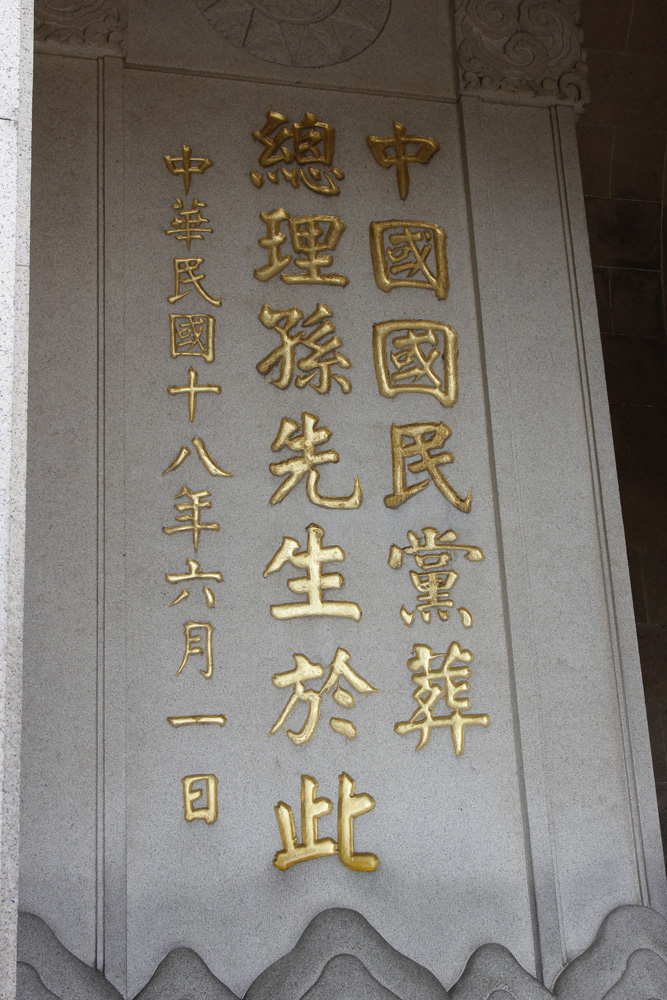 中國國民黨葬
總理孫先生於此
中華民國十八年六月一日